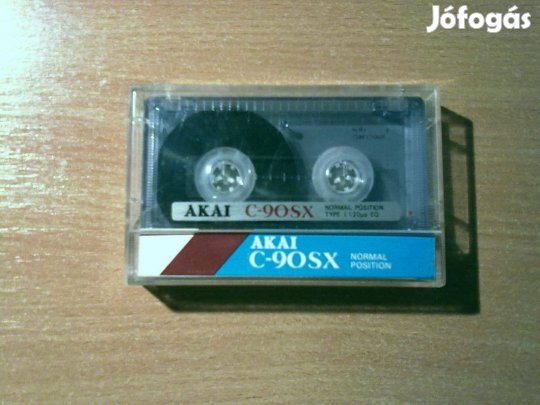 Jófogás
AKAI C-90SX NORMAL POSITION
TYPE I 120μs EQ
AKAI
C-90SX NORMAL
POSITION